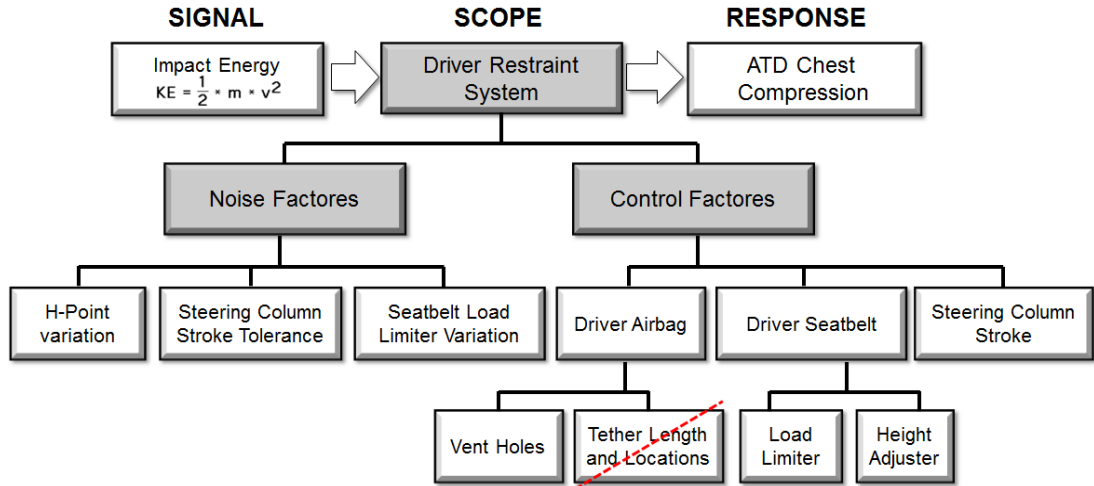 SIGNAL
SCOPE
RESPONSE
Impact Energy
KE = 1/2 * m * v²
Driver Restraint
System
ATD Chest
Compression
Noise Factores
Control Factores
H-Point
variation
Steering Column
Stroke Tolerance
Seatbelt Load
Limiter Variation
Driver Airbag
Driver Seatbelt
Steering Column
Stroke
Vent Holes
Tether Length
and Locations
Load
Limiter
Height
Adjuster